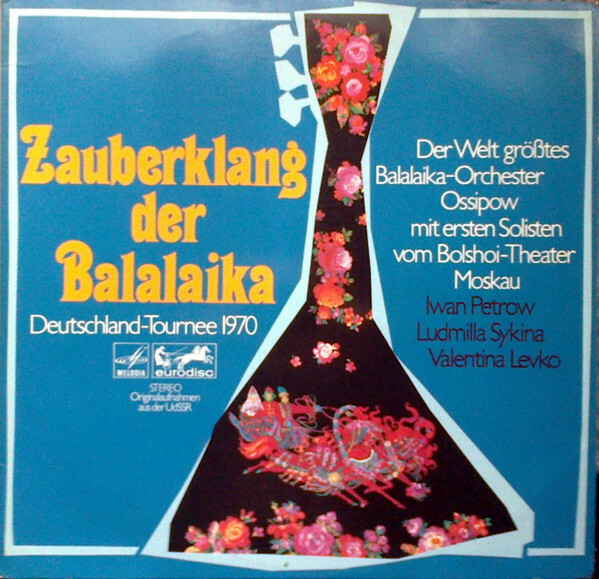 Zauberklang
der
Balalaika
Deutschland-Tournee 1970
MELODIA
eurodisc
STEREO
Originalaufnahmen
aus der UdSSR
Der Welt größtes
Balalaika-Orchester
Ossipow
mit ersten Solisten
vom Bolshoi-Theater
Moskau
Iwan Petrow
Ludmilla Sykina
Valentina Levko